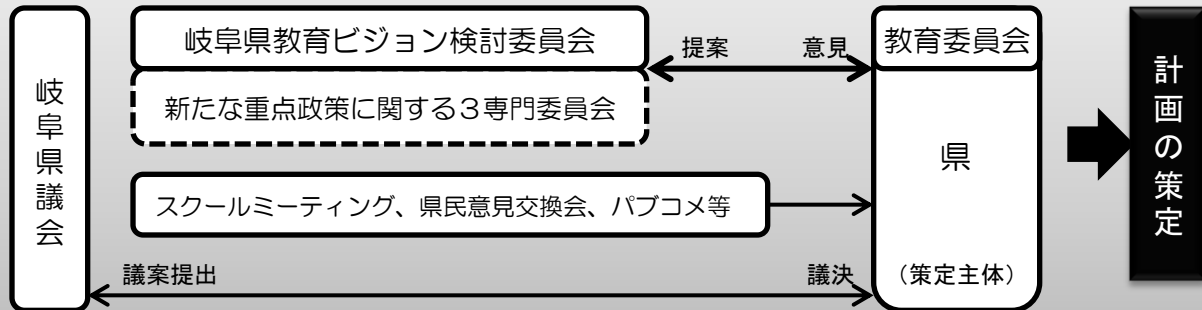 岐阜県議会
岐阜県教育ビジョン検討委員会
新たな重点政策に関する３専門委員会
提案
意見
教育委員会
県
（策定主体）
スクールミーティング、県民意見交換会、パブコメ等
議案提出
議決
計画の策定